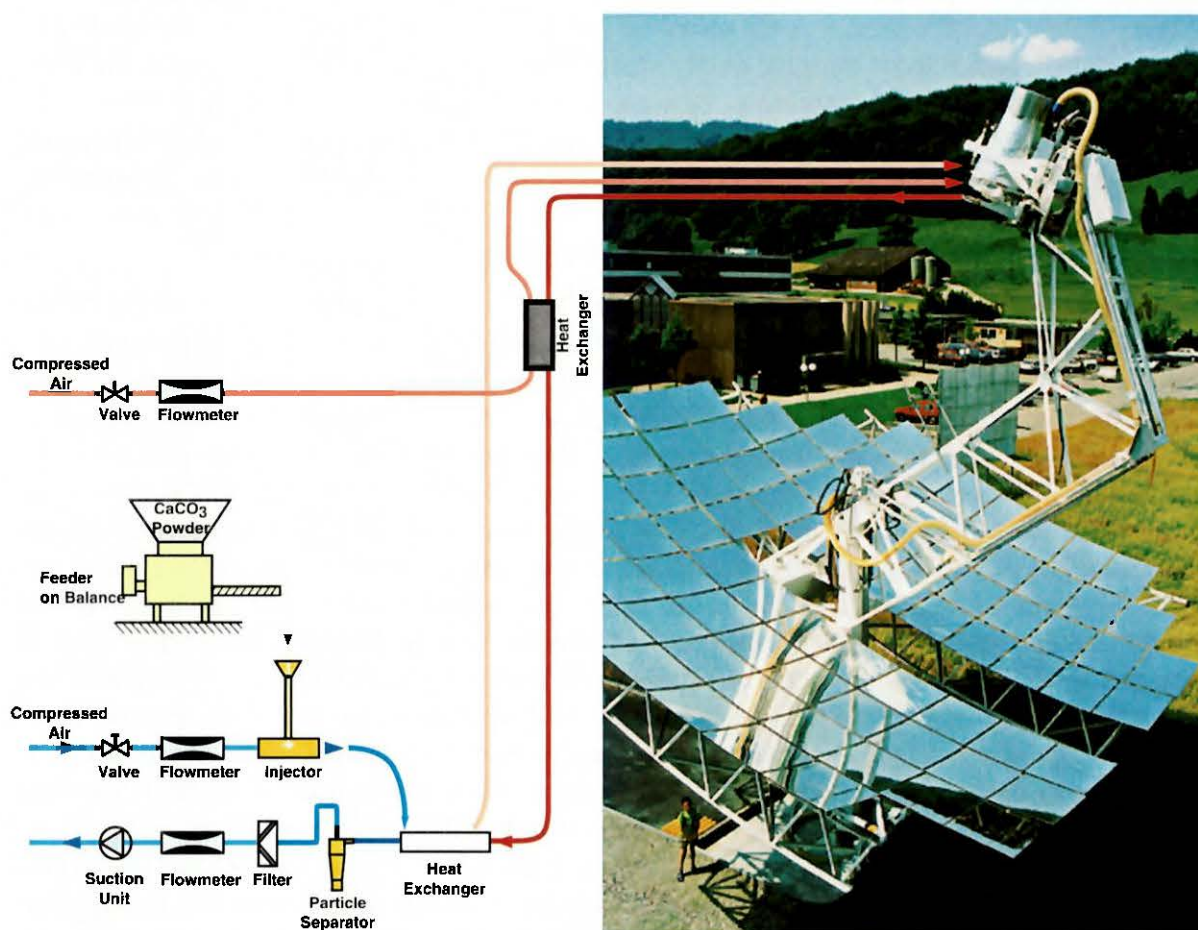 Heat
Exchanger
Compressed
Air
Valve
Flowmeter
CaCO3
Powder
Feeder
on Balance
Compressed
Air
Valve
Flowmeter
Injector
Suction
Unit
Flowmeter
Filter
Particle
Separator
Heat
Exchanger